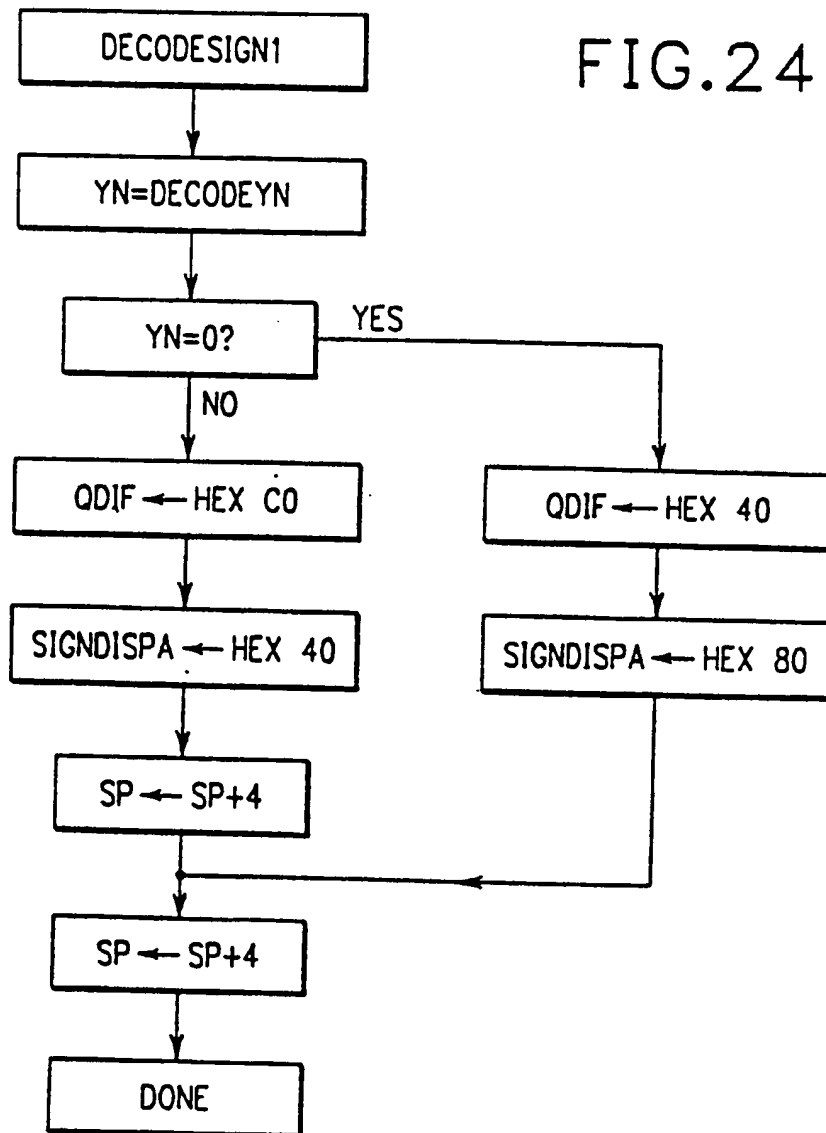 FIG.24
DECODESIGN1
YN=DECODEYN
YN=0?
YES
NO
QDIF ← HEX C0
QDIF ← HEX 40
SIGNDISPA ← HEX 40
SIGNDISPA ← HEX 80
SP ← SP+4
SP ← SP+4
DONE